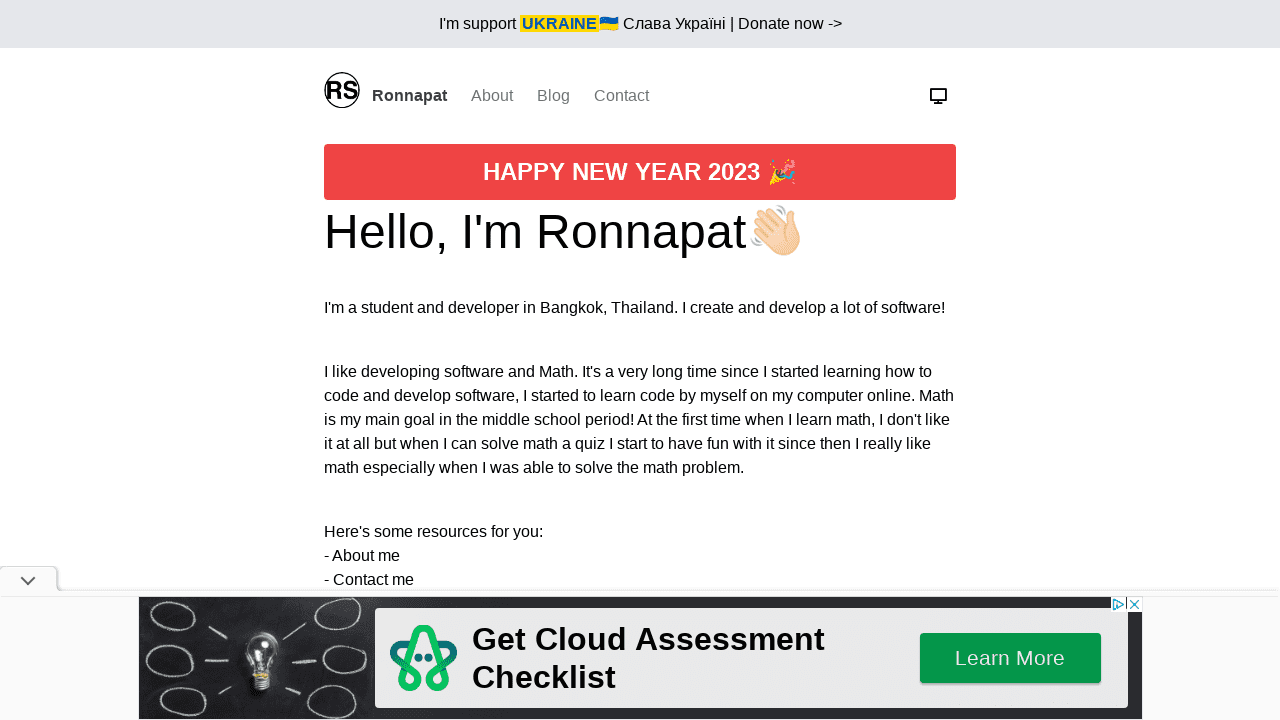 I'm support UKRAINE🇺🇦 Слава Україні | Donate now ->
RS Ronnapat About Blog Contact
HAPPY NEW YEAR 2023 🎉
Hello, I'm Ronnapat👋🏻
I'm a student and developer in Bangkok, Thailand. I create and develop a lot of software!
I like developing software and Math. It's a very long time since I started learning how to
code and develop software, I started to learn code by myself on my computer online. Math
is my main goal in the middle school period! At the first time when I learn math, I don't like
it at all but when I can solve math a quiz I start to have fun with it since then I really like
math especially when I was able to solve the math problem.
Here's some resources for you:
- About me
- Contact me
Get Cloud Assessment
Checklist
Learn More